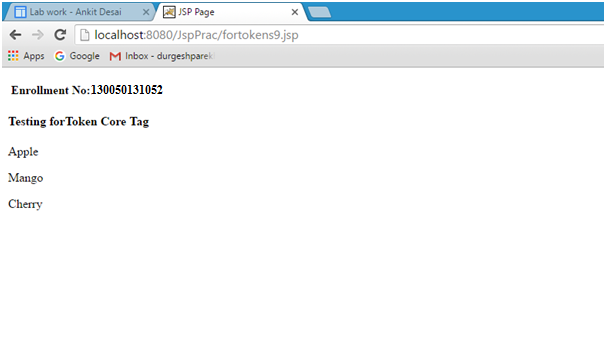 Lab work - Ankit Desai
JSP Page
localhost:8080/JspPrac/fortokens9.jsp
Apps
Google
Inbox - durgeshparek
Enrollment No:130050131052
Testing forToken Core Tag
Apple
Mango
Cherry